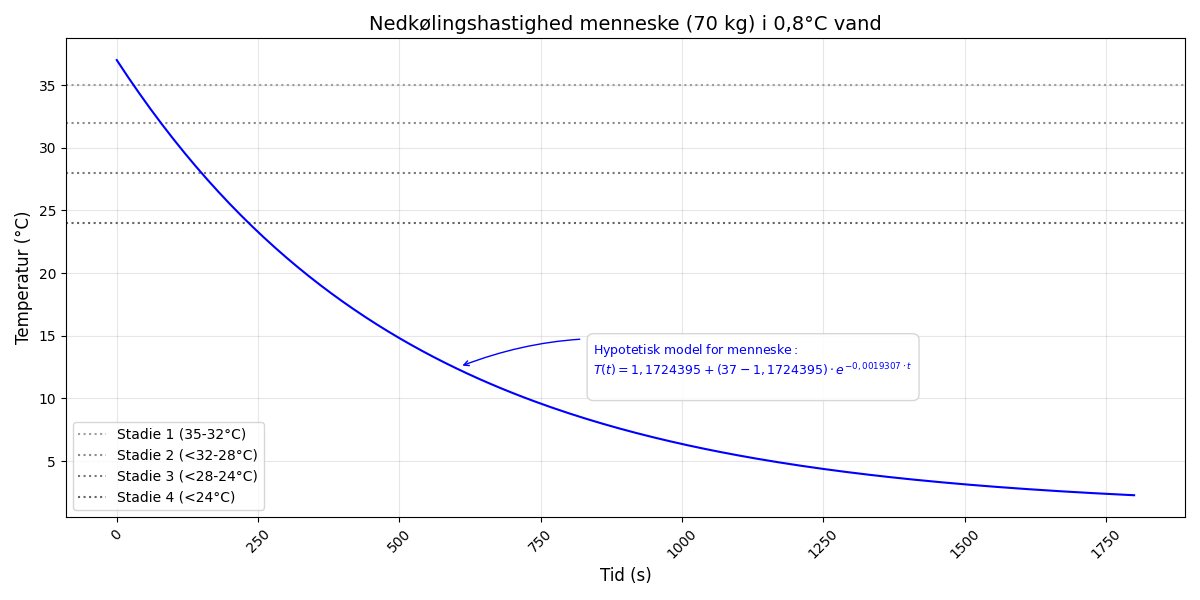 Nedkølingshastighed menneske (70 kg) i 0,8°C vand
Temperatur (°C)
35
30
25
20
15
10
5
Hypotetisk model for menneske:
T(t) = 1,1724395 + (37 − 1,1724395) · e^{−0,0019307·t}
Stadie 1 (35-32°C)
Stadie 2 (<32-28°C)
Stadie 3 (<28-24°C)
Stadie 4 (<24°C)
0
250
500
750
1000
1250
1500
1750
Tid (s)